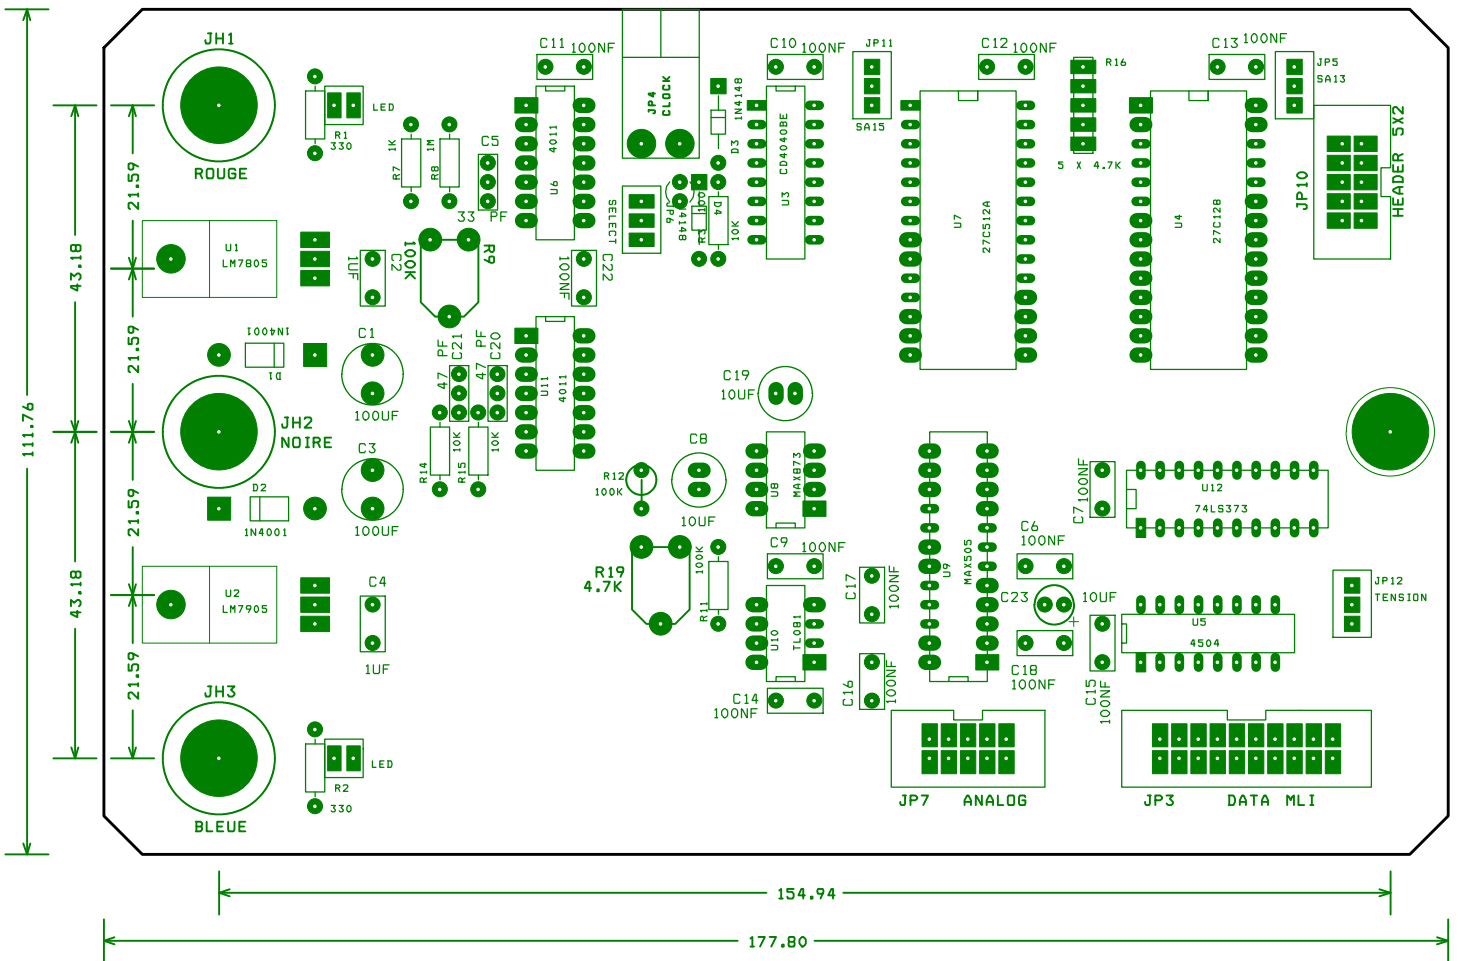 JH1
ROUGE
LED
R1
330
C11
100NF
JP4
CLOCK
1N4148
D3
C10
100NF
JP11
SA15
C12
100NF
R16
5 X 4.7K
C13
100NF
JP5
SA13
JP10
HEADER 5X2
1K
R7
1M
R8
C5
33 PF
4011
U6
SELECT
JP6
D4
10K
CD4040BE
U3
U7
27C512A
U4
27C128
21.59
43.18
U1
LM7805
1UF
C2
100K
R9
100NF
C22
1N4001
D1
C1
100UF
47 PF
C21
47 PF
C20
U11
4011
C19
10UF
21.59
111.76
JH2
NOIRE
C3
100UF
R14
10K
R15
10K
R12
100K
C8
10UF
U8
MAX873
C7
100NF
U12
74LS373
D2
1N4001
21.59
43.18
U2
LM7905
C4
1UF
R19
4.7K
100K
R11
C9
100NF
U10
TL081
C14
100NF
C17
100NF
C16
100NF
U9
MAX505
C6
100NF
C23
10UF
+
C18
100NF
C15
100NF
U5
4504
JP12
TENSION
21.59
JH3
BLEUE
LED
R2
330
JP7 ANALOG
JP3 DATA MLI
154.94
177.80